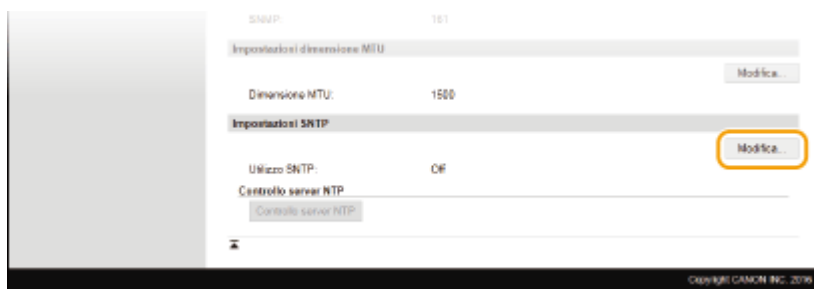 SNMP: 161
Impostazioni dimensione MTU
Modifica...
Dimensione MTU: 1500
Impostazioni SNTP
Modifica...
Utilizzo SNTP: Off
Controllo server NTP
Controllo server NTP
Copyright CANON INC. 2016